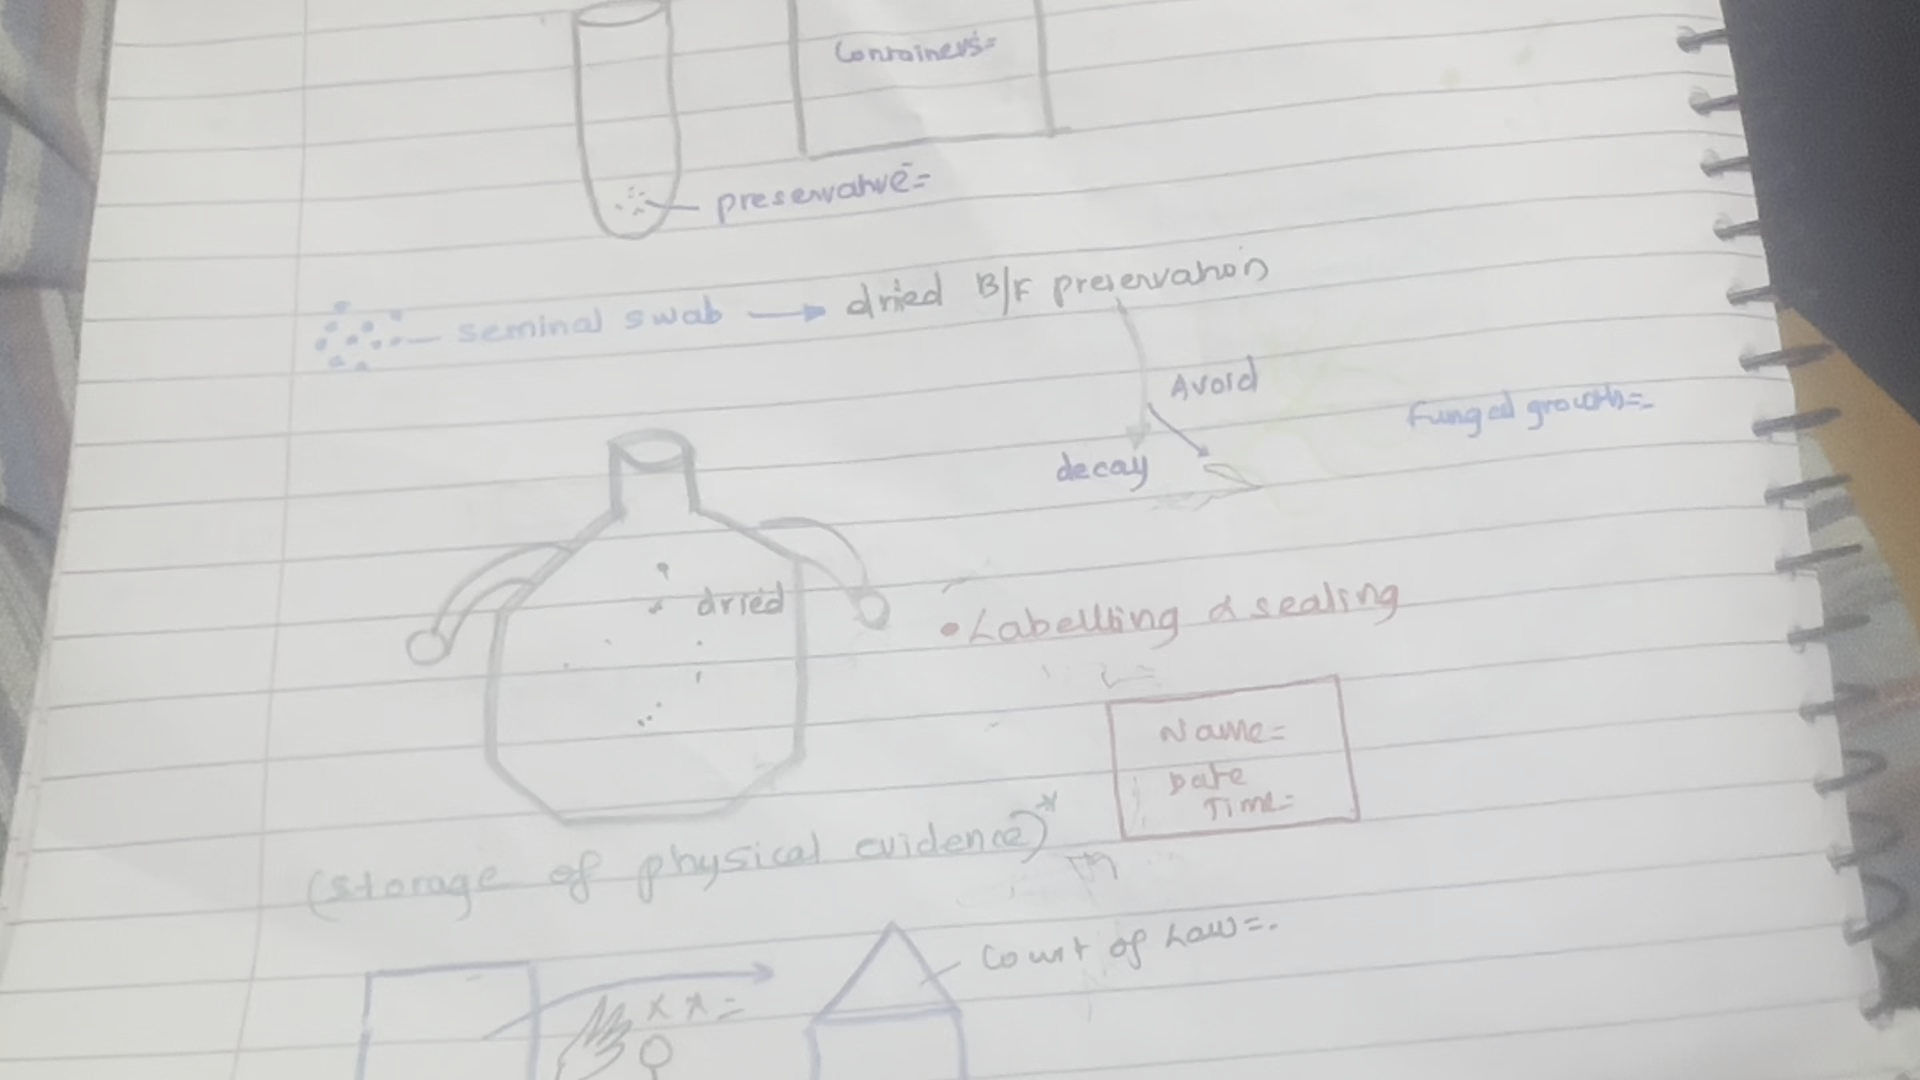 Containers=
preservative=
seminal swab → dried B/F preservation
Avoid
Fungal growth=
decay
dried
• Labelling & sealing
Name=
Date
Time=
(storage of physical evidence)*
Court of Law=.
x x =